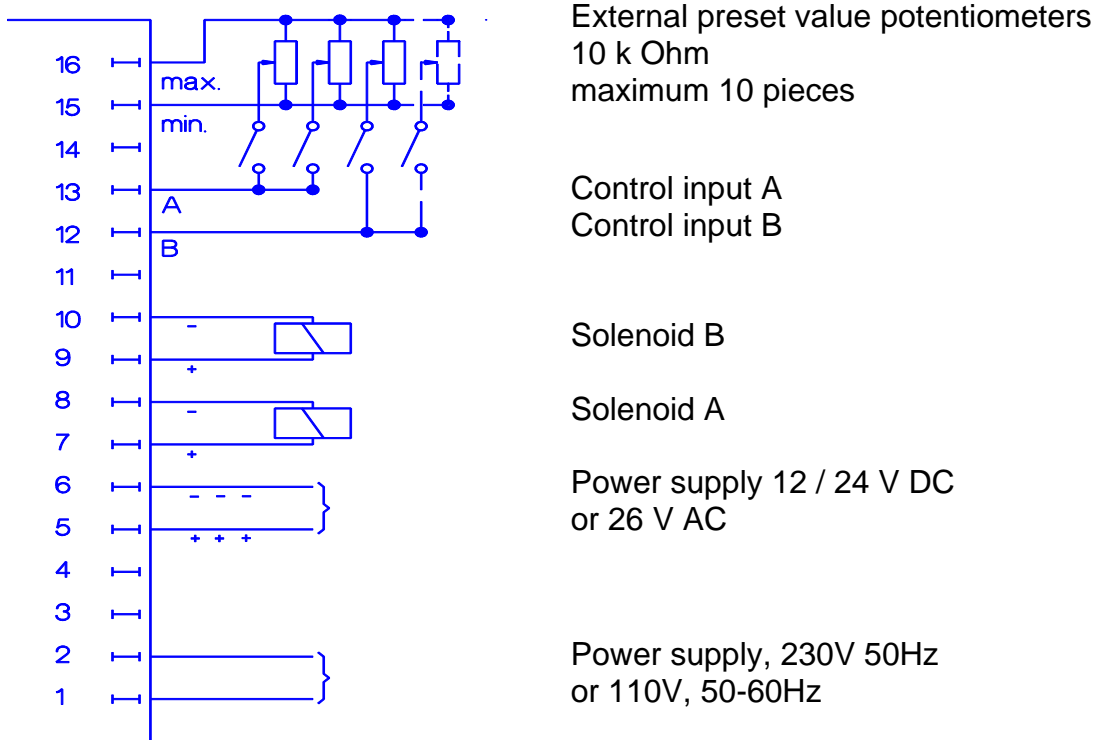 External preset value potentiometers
10 k Ohm
maximum 10 pieces
16
max.
15
min.
14
13
A
Control input A
12
B
Control input B
11
10
-
Solenoid B
9
+
8
-
Solenoid A
7
+
6
- - -
Power supply 12 / 24 V DC
5
+ + +
or 26 V AC
4
3
2
Power supply, 230V 50Hz
1
or 110V, 50-60Hz